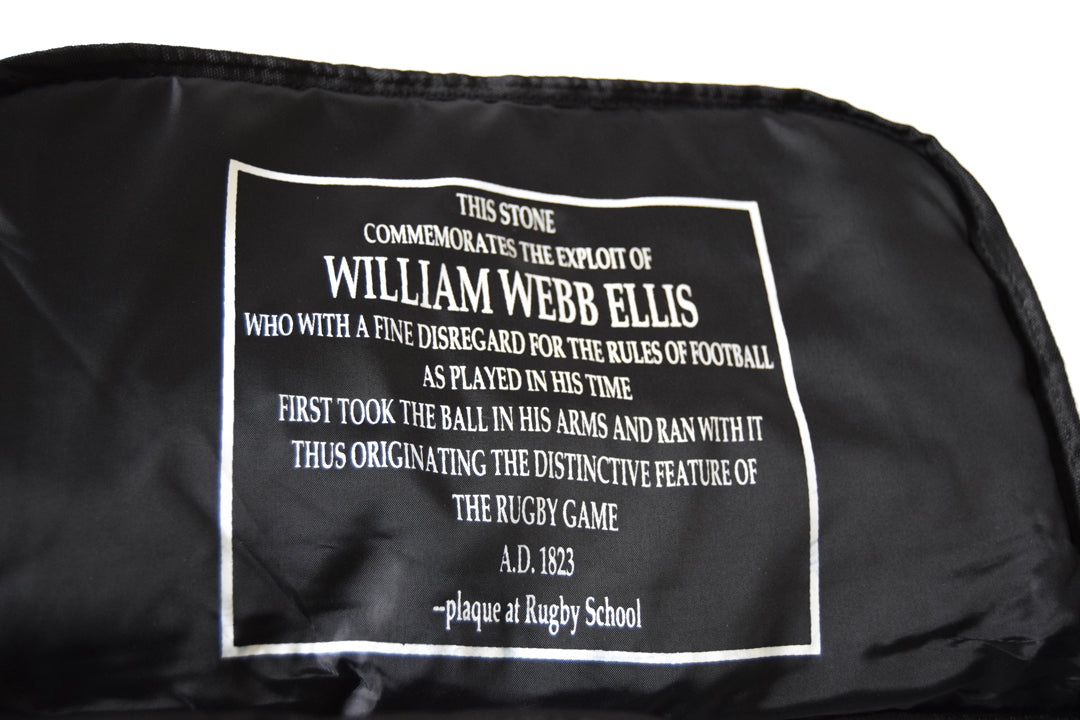 THIS STONE
COMMEMORATES THE EXPLOIT OF
WILLIAM WEBB ELLIS
WHO WITH A FINE DISREGARD FOR THE RULES OF FOOTBALL
AS PLAYED IN HIS TIME
FIRST TOOK THE BALL IN HIS ARMS AND RAN WITH IT
THUS ORIGINATING THE DISTINCTIVE FEATURE OF
THE RUGBY GAME
A.D. 1823
--plaque at Rugby School